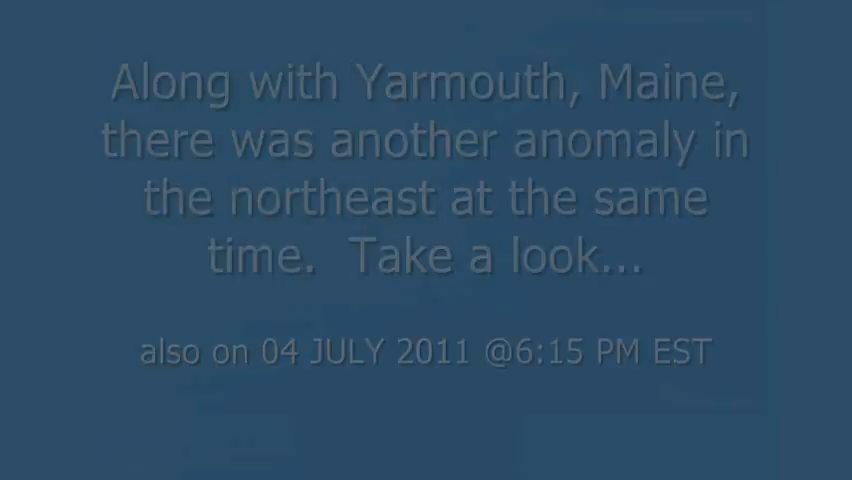 Along with Yarmouth, Maine,
there was another anomaly in
the northeast at the same
time.  Take a look...
also on 04 JULY 2011 @6:15 PM EST